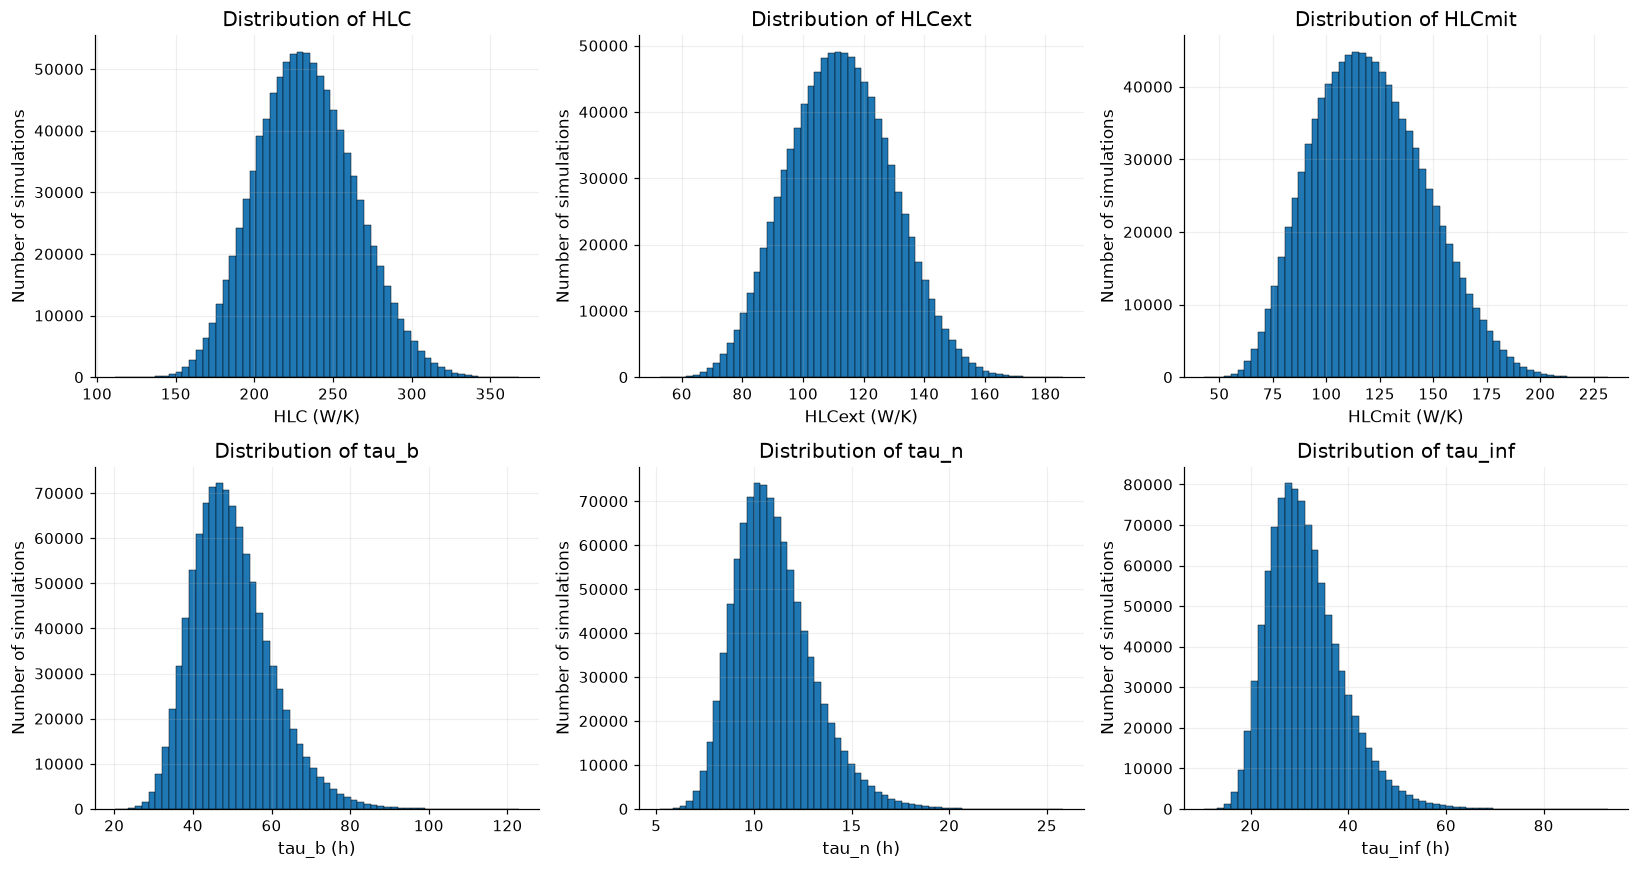 Distribution of HLC
Number of simulations
50000
40000
30000
20000
10000
0
100 150 200 250 300 350
HLC (W/K)
Distribution of HLCext
Number of simulations
50000
40000
30000
20000
10000
0
60 80 100 120 140 160 180
HLCext (W/K)
Distribution of HLCmit
Number of simulations
40000
30000
20000
10000
0
50 75 100 125 150 175 200 225
HLCmit (W/K)
Distribution of tau_b
Number of simulations
70000
60000
50000
40000
30000
20000
10000
0
20 40 60 80 100 120
tau_b (h)
Distribution of tau_n
Number of simulations
70000
60000
50000
40000
30000
20000
10000
0
5 10 15 20 25
tau_n (h)
Distribution of tau_inf
Number of simulations
80000
70000
60000
50000
40000
30000
20000
10000
0
20 40 60 80
tau_inf (h)